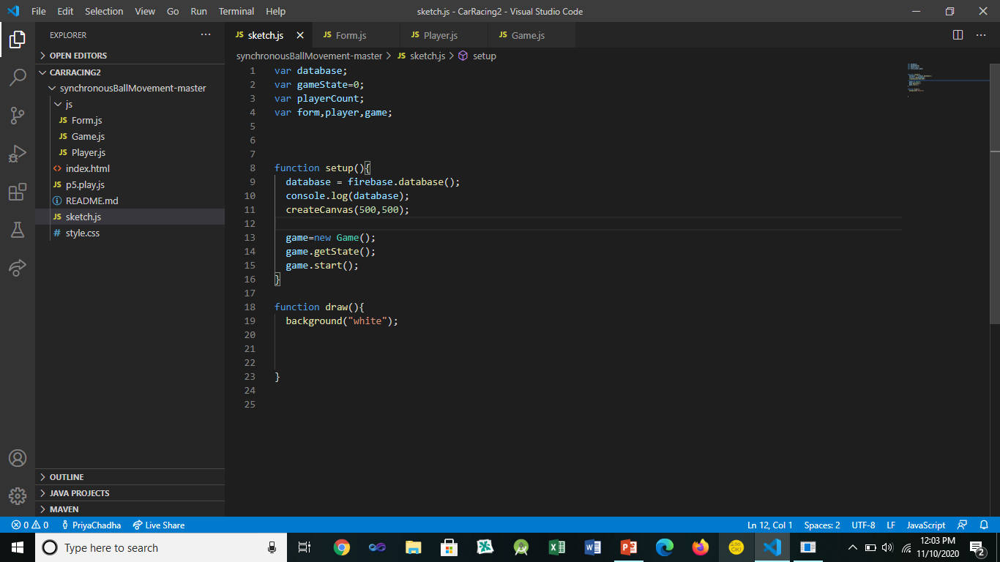 File Edit Selection View Go Run Terminal Help
sketch.js - CarRacing2 - Visual Studio Code
EXPLORER
OPEN EDITORS
CARRACING2
synchronousBallMovement-master
js
JS Form.js
JS Game.js
JS Player.js
<> index.html
JS p5.play.js
README.md
JS sketch.js
# style.css
OUTLINE
JAVA PROJECTS
MAVEN
JS sketch.js JS Form.js JS Player.js JS Game.js
synchronousBallMovement-master > JS sketch.js > setup
1 var database;
2 var gameState=0;
3 var playerCount;
4 var form,player,game;
5
6
7
8 function setup(){
9 database = firebase.database();
10 console.log(database);
11 createCanvas(500,500);
12
13 game=new Game();
14 game.getState();
15 game.start();
16 }
17
18 function draw(){
19 background("white");
20
21
22
23 }
24
25
0 0 PriyaChadha Live Share Ln 12, Col 1 Spaces: 2 UTF-8 LF JavaScript
Type here to search
12:03 PM
11/10/2020
2